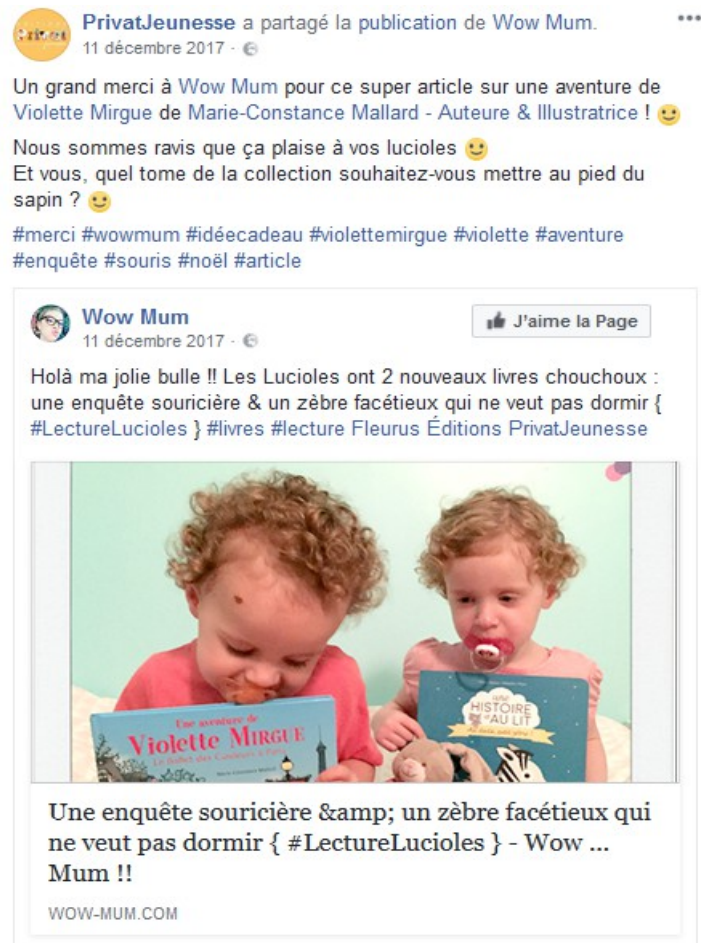 PrivatJeunesse a partagé la publication de Wow Mum.
11 décembre 2017 ·
Un grand merci à Wow Mum pour ce super article sur une aventure de
Violette Mirgue de Marie-Constance Mallard - Auteure & Illustratrice !
Nous sommes ravis que ça plaise à vos lucioles
Et vous, quel tome de la collection souhaitez-vous mettre au pied du
sapin ?
#merci #wowmum #idéecadeau #violettemirgue #violette #aventure
#enquête #souris #noël #article
Wow Mum
11 décembre 2017 ·
J'aime la Page
Holà ma jolie bulle !! Les Lucioles ont 2 nouveaux livres chouchoux :
une enquête souricière & un zèbre facétieux qui ne veut pas dormir {
#LectureLucioles } #livres #lecture Fleurus Éditions PrivatJeunesse
Une aventure de
Violette MIRGUE
Le Ballet des Cambrioleurs à Paris
une
HISTOIRE
AU LIT
Une enquête souricière &amp; un zèbre facétieux qui
ne veut pas dormir { #LectureLucioles } - Wow ...
Mum !!
WOW-MUM.COM